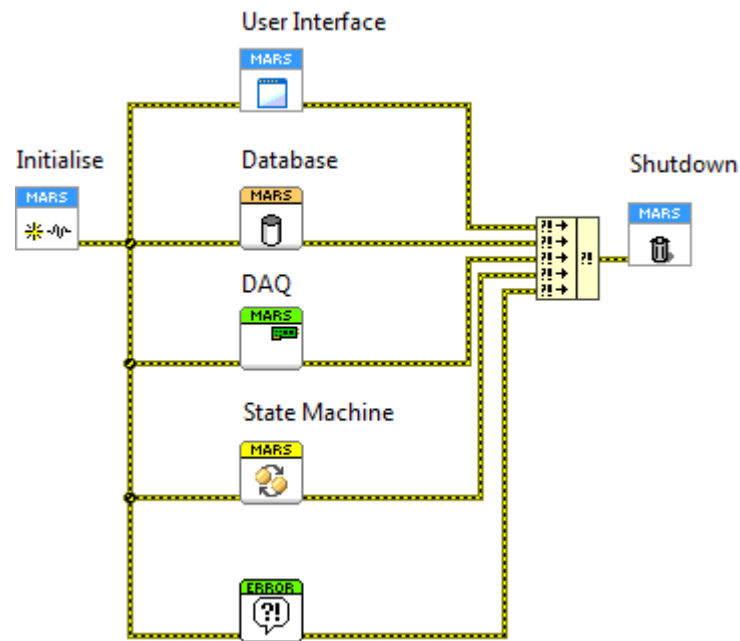 User Interface
MARS
Initialise
MARS
Database
MARS
Shutdown
MARS
?!
?!
?!
?!
?!
?!
DAQ
MARS
State Machine
MARS
ERROR
?!